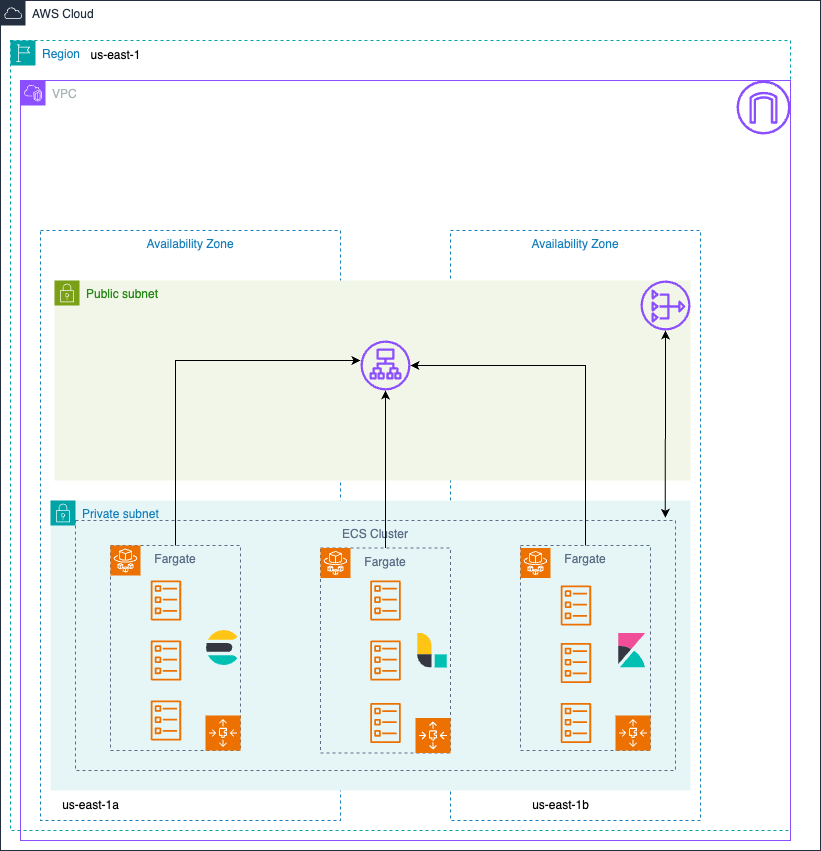 AWS Cloud
Region us-east-1
VPC
Availability Zone
Availability Zone
Public subnet
Private subnet
ECS Cluster
Fargate
Fargate
Fargate
us-east-1a
us-east-1b